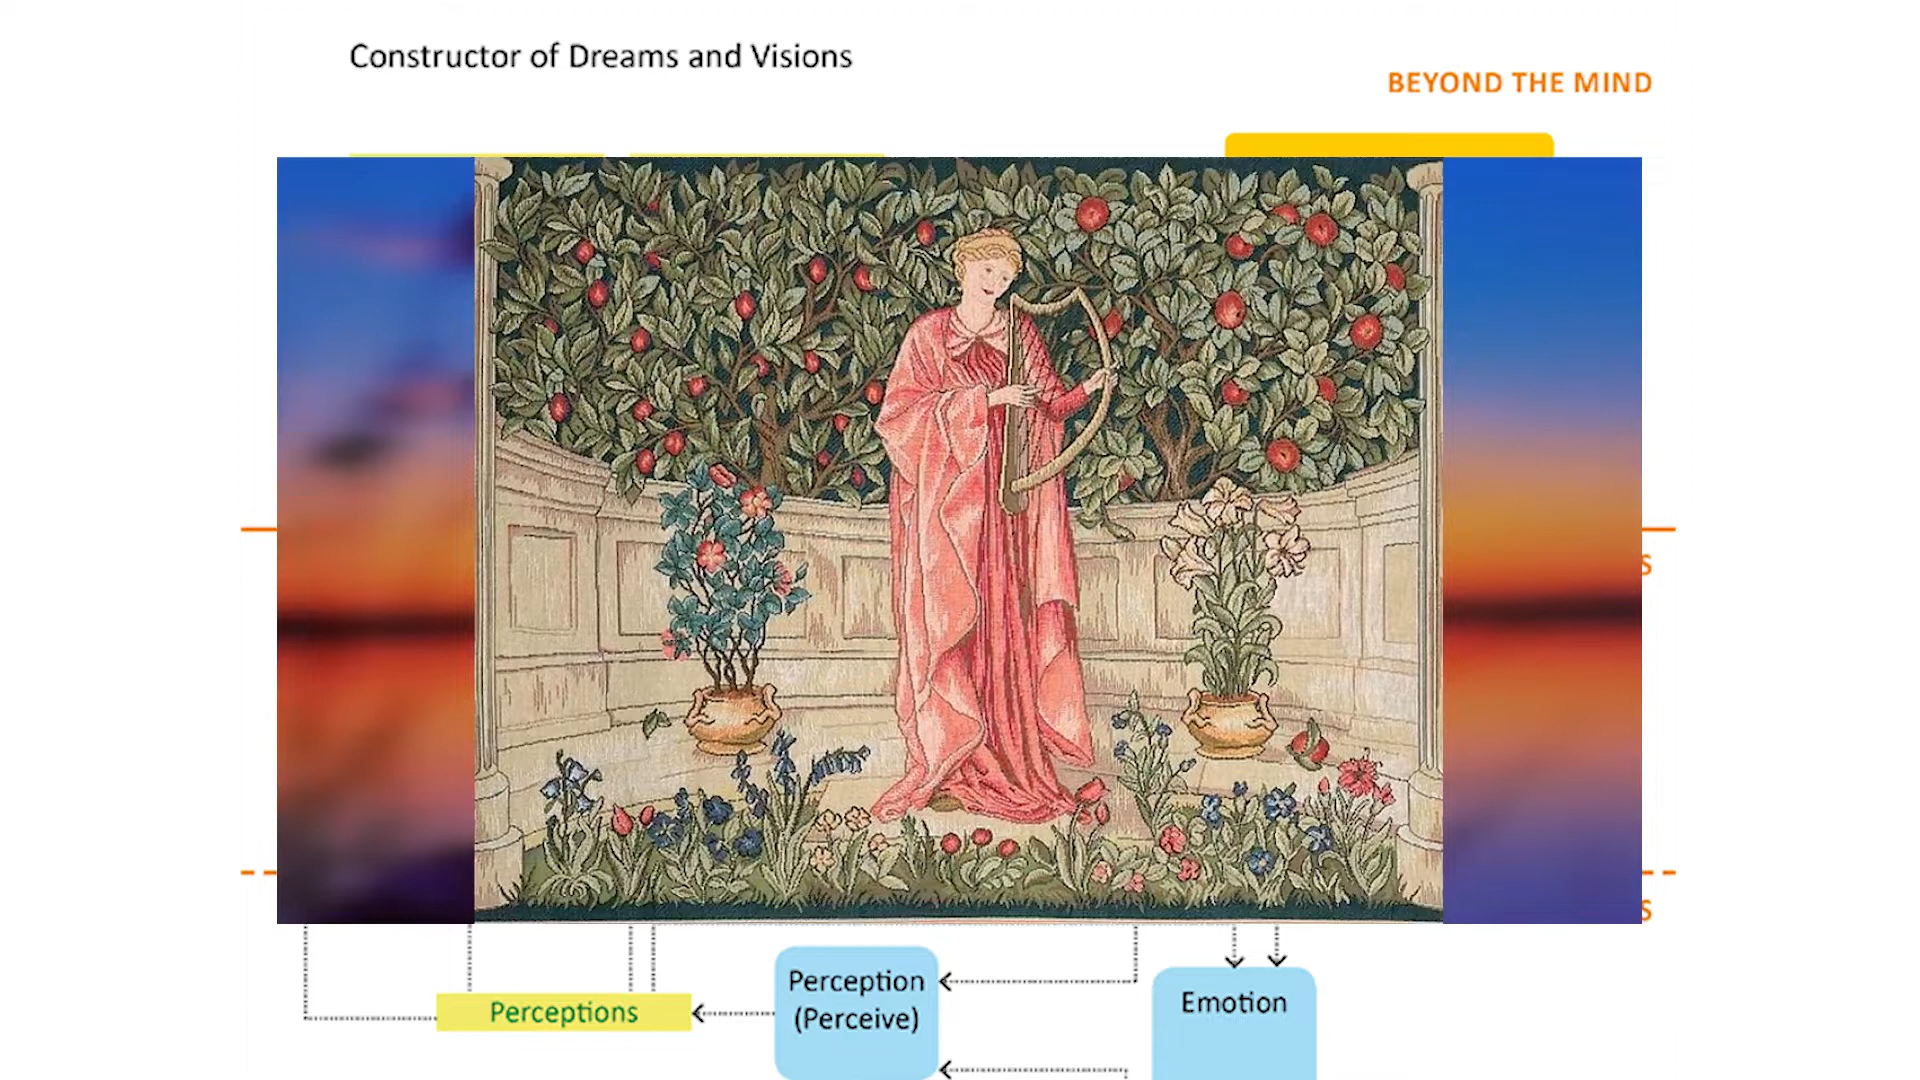 Constructor of Dreams and Visions
BEYOND THE MIND
S
S
Perception
(Perceive)
Emotion
Perceptions